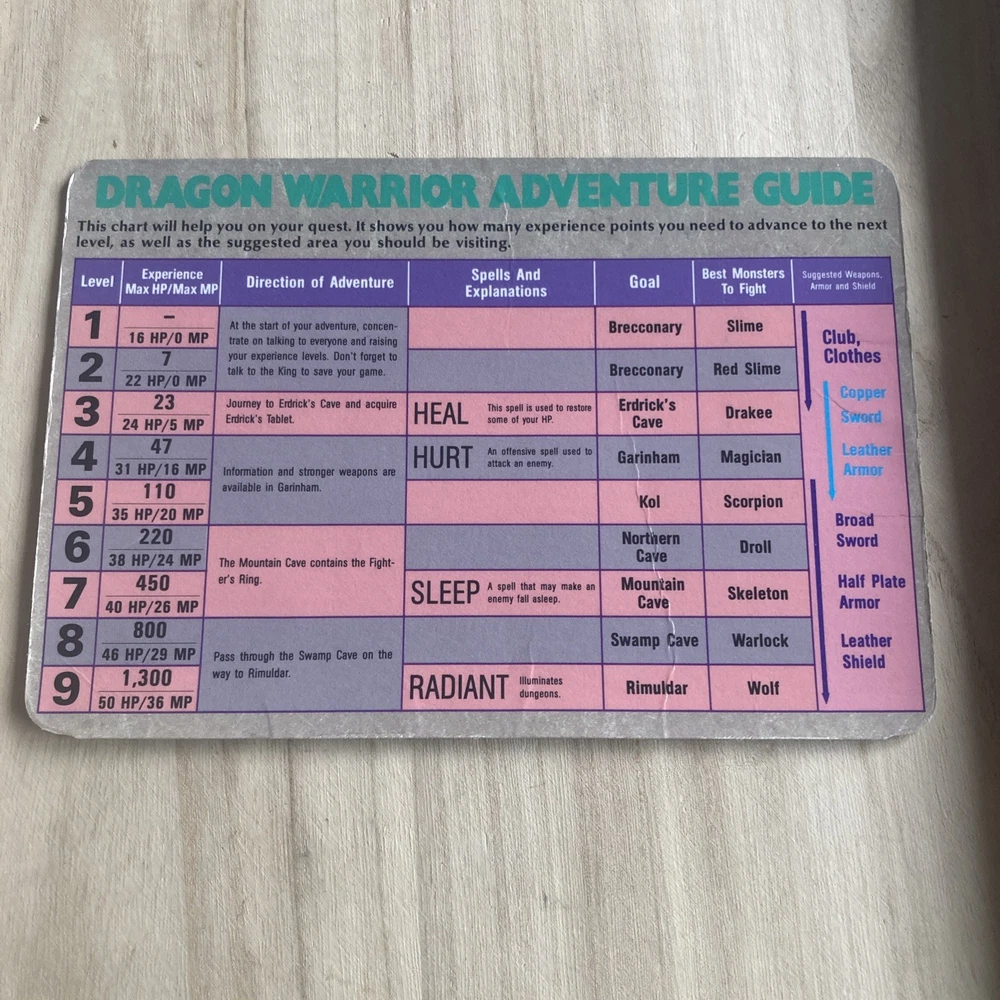 DRAGON WARRIOR ADVENTURE GUIDE
This chart will help you on your quest. It shows you how many experience points you need to advance to the next
level, as well as the suggested area you should be visiting.
Level
Experience
Max HP/Max MP
Direction of Adventure
Spells And
Explanations
Goal
Best Monsters
To Fight
Suggested Weapons,
Armor and Shield
1
–
16 HP/0 MP
At the start of your adventure, concen-
trate on talking to everyone and raising
your experience levels. Don't forget to
talk to the King to save your game.
Brecconary
Slime
2
7
22 HP/0 MP
Brecconary
Red Slime
3
23
24 HP/5 MP
Journey to Erdrick's Cave and acquire
Erdrick's Tablet.
HEAL
This spell is used to restore
some of your HP.
Erdrick's
Cave
Drakee
4
47
31 HP/16 MP
Information and stronger weapons are
available in Garinham.
HURT
An offensive spell used to
attack an enemy.
Garinham
Magician
5
110
35 HP/20 MP
Kol
Scorpion
6
220
38 HP/24 MP
The Mountain Cave contains the Fight-
er's Ring.
Northern
Cave
Droll
7
450
40 HP/26 MP
SLEEP
A spell that may make an
enemy fall asleep.
Mountain
Cave
Skeleton
8
800
46 HP/29 MP
Pass through the Swamp Cave on the
way to Rimuldar.
Swamp Cave
Warlock
9
1,300
50 HP/36 MP
RADIANT
Illuminates
dungeons.
Rimuldar
Wolf
Club,
Clothes
Copper
Sword
Leather
Armor
Broad
Sword
Half Plate
Armor
Leather
Shield